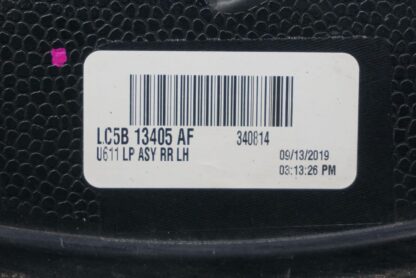 LC5B 13405 AF 340814
U611 LP ASY RR LH 09/13/2019
03:13:26 PM